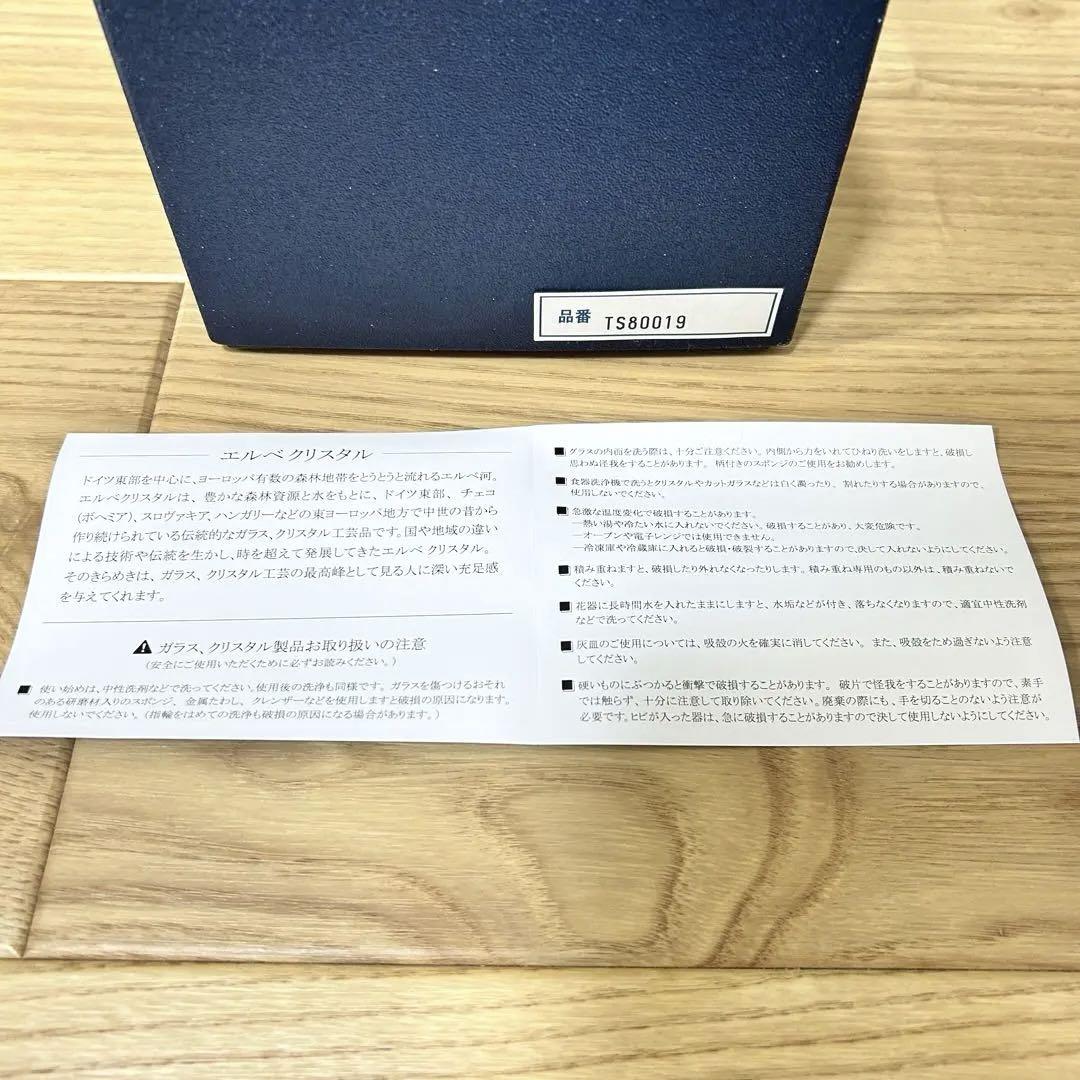 品番 TS80019
エルベ クリスタル
ドイツ東部を中心に、ヨーロッパ有数の森林地帯をとうとうと流れるエルベ河。
エルベクリスタルは、豊かな森林資源と水をもとに、ドイツ東部、チェコ
(ボヘミア)、スロヴァキア、ハンガリーなどの東ヨーロッパ地方で中世の昔から
作り続けられている伝統的なガラス、クリスタル工芸品です。国や地域の違い
による技術や伝統を生かし、時を超えて発展してきたエルベ クリスタル。
そのきらめきは、ガラス、クリスタル工芸の最高峰として見る人に深い充足感
を与えてくれます。
⚠ ガラス、クリスタル製品お取り扱いの注意
(安全にご使用いただくために必ずお読みください。)
■ 使い始めは、中性洗剤などで洗ってください。使用後の洗浄も同様です。ガラスを傷つけるおそれ
のある研磨材入りのスポンジ、金属たわし、クレンザーなどを使用しますと破損の原因になります。
使用しないでください。(指輪をはめての洗浄も破損の原因になる場合があります。)
■ グラスの内面を洗う際は、十分ご注意ください。内側から力をいれてひねり洗いをしますと、破損し
思わぬ怪我をすることがあります。柄付きのスポンジのご使用をお勧めします。
■ 食器洗浄機で洗うとクリスタルやカットガラスなどは白く濁ったり、割れたりする場合がありますので、
使用しないでください。
■ 急激な温度変化で破損することがあります。
―熱い湯や冷たい水に入れないでください。破損することがあり、大変危険です。
―オーブンや電子レンジでは使用できません。
―冷凍庫や冷蔵庫に入れると破損・破裂することがありますので、決して入れないようにしてください。
■ 積み重ねますと、破損したり外れなくなったりします。積み重ね専用のもの以外は、積み重ねないで
ください。
■ 花器に長時間水を入れたままにしますと、水垢などが付き、落ちなくなりますので、適宜中性洗剤
などで洗ってください。
■ 灰皿のご使用については、吸殻の火を確実に消してください。また、吸殻をため過ぎないよう注意
してください。
■ 硬いものにぶつかると衝撃で破損することがあります。破片で怪我をすることがありますので、素手
では触らず、十分に注意して取り除いてください。廃棄の際にも、手を切ることのないよう注意が
必要です。ヒビが入った器は、急に破損することがありますので決して使用しないようにしてください。